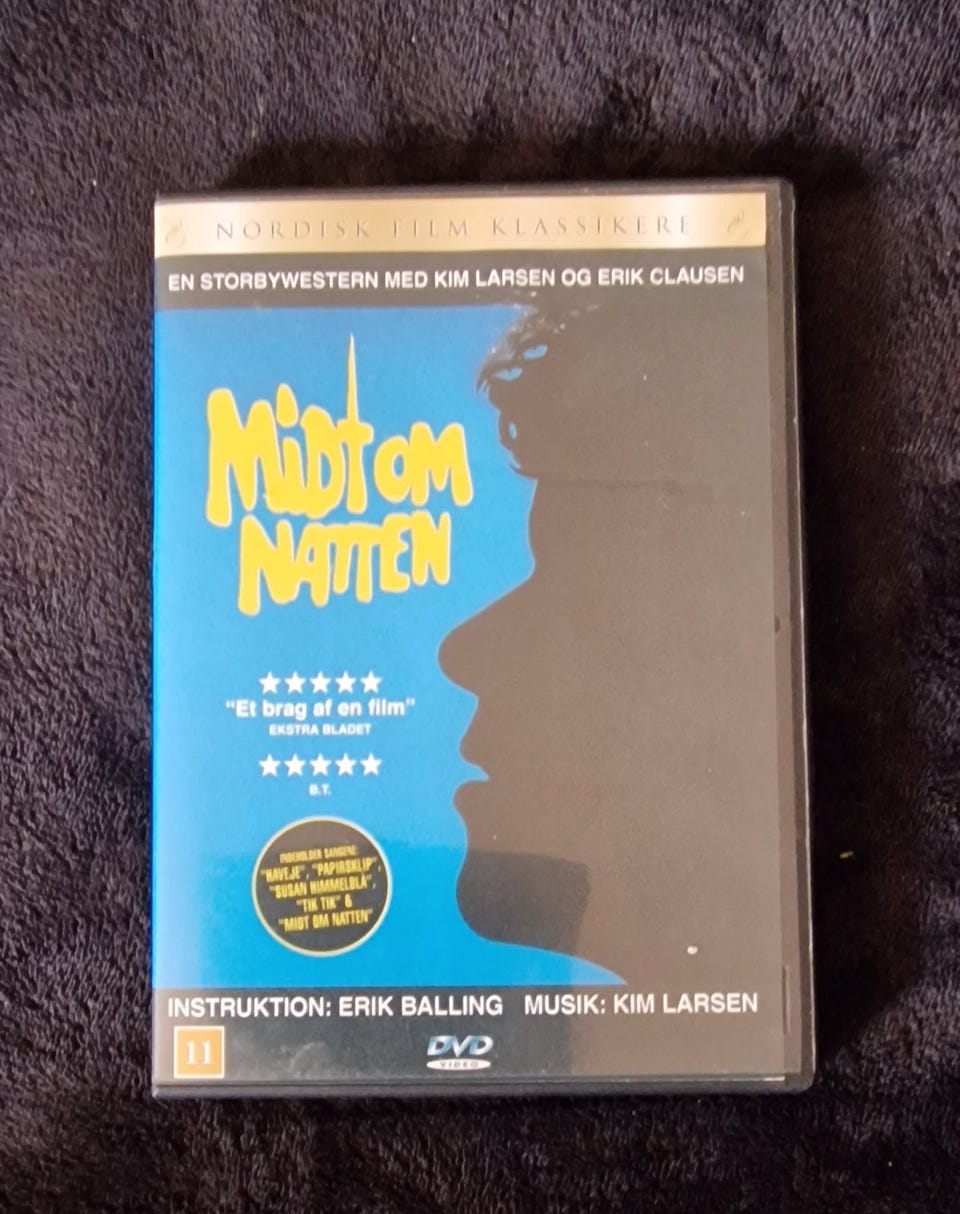 NORDISK FILM KLASSIKERE
EN STORBYWESTERN MED KIM LARSEN OG ERIK CLAUSEN
MIDT OM
NATTEN
"Et brag af en film"
EKSTRA BLADET
B.T.
INDEHOLDER SANGENE:
"HAVEJE", "PAPIRSKLIP",
"SUSAN HIMMELBLÅ",
"TIK TIK" &
"MIDT OM NATTEN"
INSTRUKTION: ERIK BALLING MUSIK: KIM LARSEN
11
DVD
VIDEO